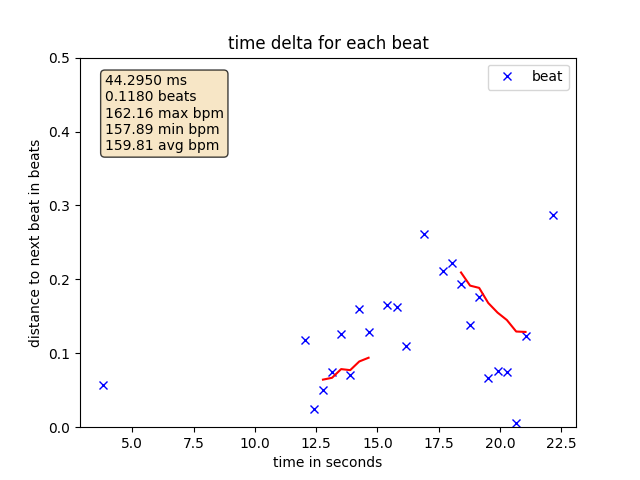 time delta for each beat
44.2950 ms
0.1180 beats
162.16 max bpm
157.89 min bpm
159.81 avg bpm
beat
distance to next beat in beats
0.5
0.4
0.3
0.2
0.1
0.0
5.0 7.5 10.0 12.5 15.0 17.5 20.0 22.5
time in seconds